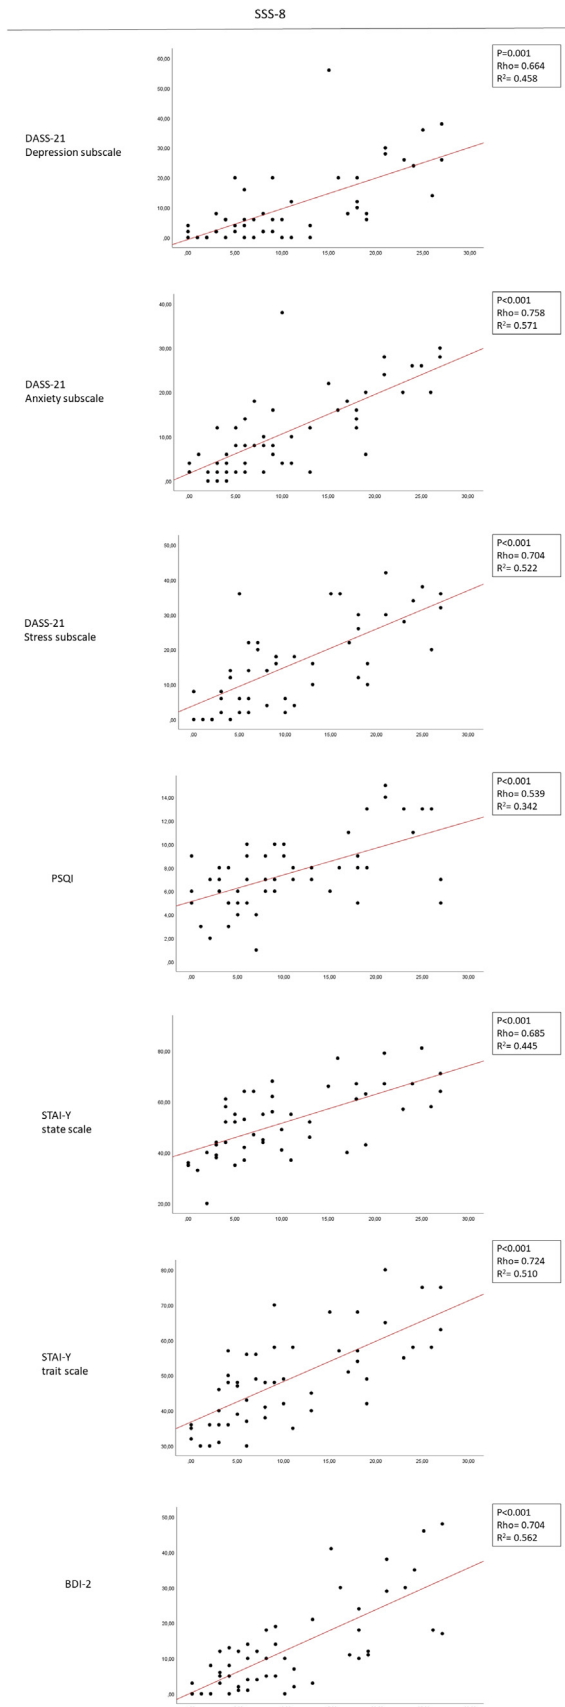 SSS-8
P=0.001
Rho= 0.664
R²= 0.458
DASS-21
Depression subscale
60,00
50,00
40,00
30,00
20,00
10,00
,00
,00 5,00 10,00 15,00 20,00 25,00 30,00
P<0.001
Rho= 0.758
R²= 0.571
DASS-21
Anxiety subscale
40,00
30,00
20,00
10,00
,00
,00 5,00 10,00 15,00 20,00 25,00 30,00
P<0.001
Rho= 0.704
R²= 0.522
DASS-21
Stress subscale
50,00
40,00
30,00
20,00
10,00
,00
,00 5,00 10,00 15,00 20,00 25,00 30,00
P<0.001
Rho= 0.539
R²= 0.342
PSQI
14,00
12,00
10,00
8,00
6,00
4,00
2,00
,00
,00 5,00 10,00 15,00 20,00 25,00 30,00
P<0.001
Rho= 0.685
R²= 0.445
STAI-Y
state scale
80,00
60,00
40,00
20,00
,00 5,00 10,00 15,00 20,00 25,00 30,00
P<0.001
Rho= 0.724
R²= 0.510
STAI-Y
trait scale
80,00
70,00
60,00
50,00
40,00
30,00
,00 5,00 10,00 15,00 20,00 25,00 30,00
P<0.001
Rho= 0.704
R²= 0.562
BDI-2
50,00
40,00
30,00
20,00
10,00
,00